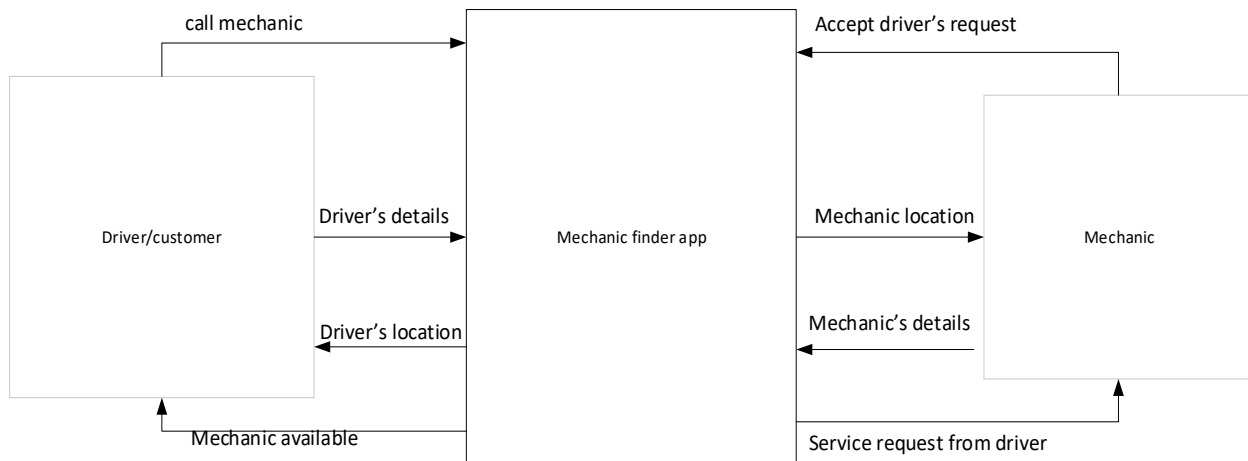 call mechanic
Accept driver’s request
Driver’s details
Mechanic location
Driver/customer
Mechanic finder app
Mechanic
Driver’s location
Mechanic’s details
Mechanic available
Service request from driver